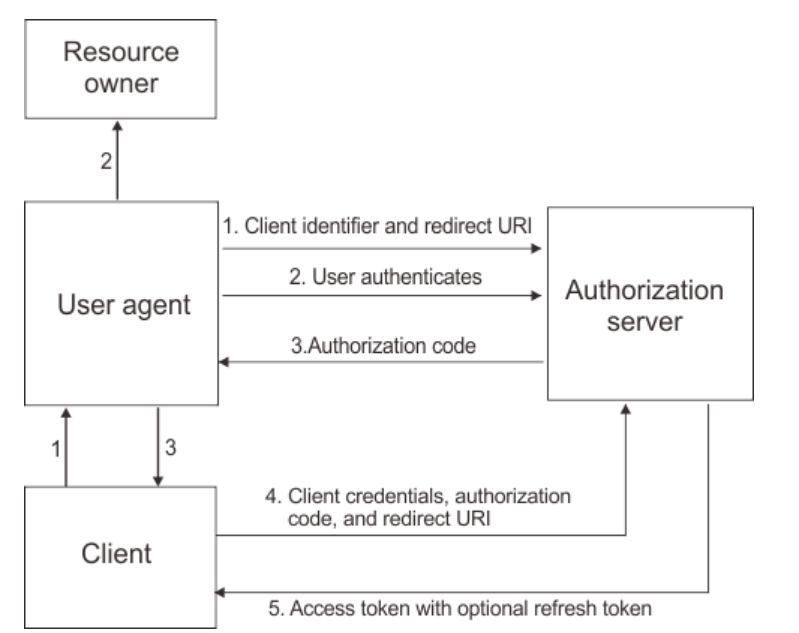 Resource
owner
2
1. Client identifier and redirect URI
2. User authenticates
User agent
Authorization
server
3.Authorization code
1
3
4. Client credentials, authorization
code, and redirect URI
Client
5. Access token with optional refresh token